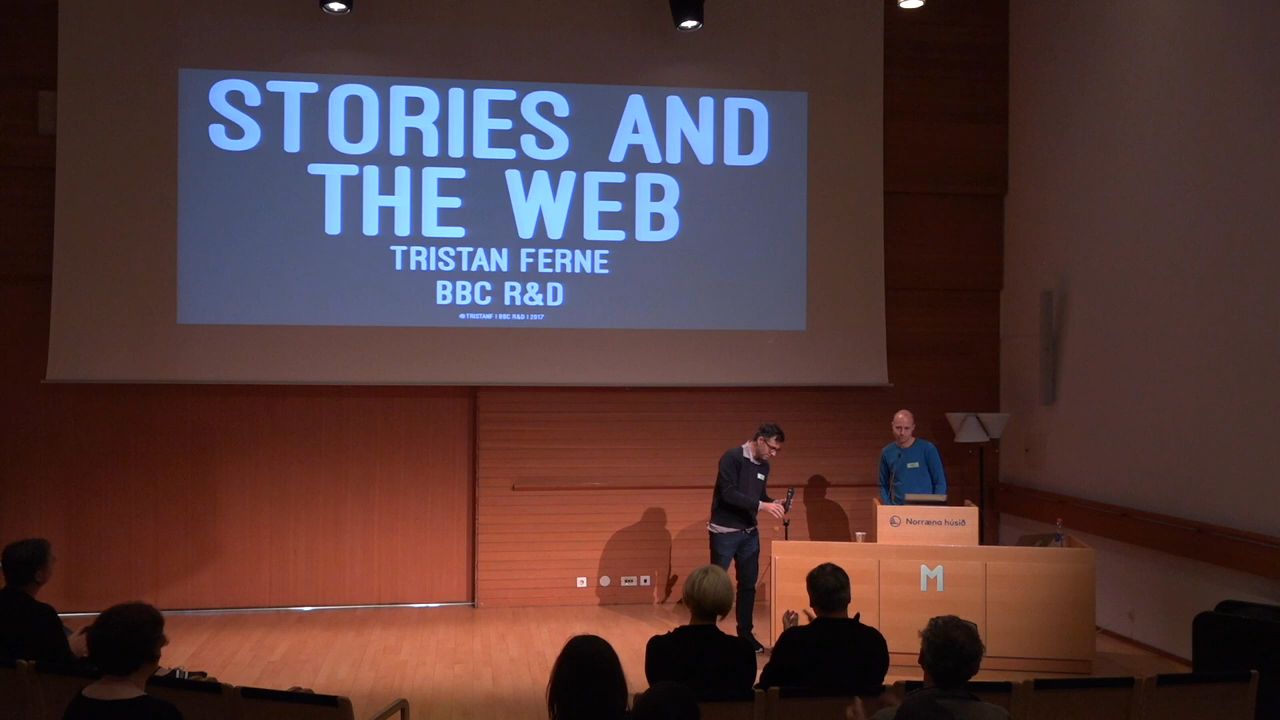 STORIES AND
THE WEB
TRISTAN FERNE
BBC R&D
@TRISTANF | BBC R&D | 2017
Norræna húsið
M